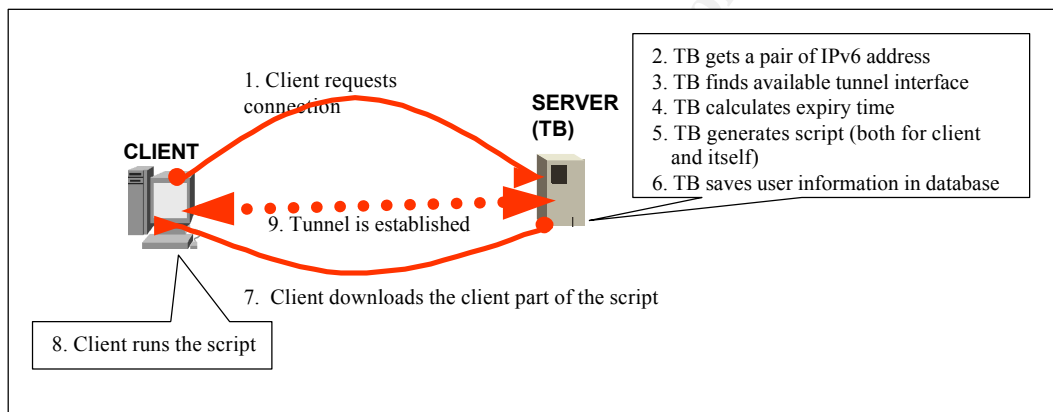 1. Client requests
connection
CLIENT
SERVER
(TB)
2. TB gets a pair of IPv6 address
3. TB finds available tunnel interface
4. TB calculates expiry time
5. TB generates script (both for client
and itself)
6. TB saves user information in database
9. Tunnel is established
7. Client downloads the client part of the script
8. Client runs the script